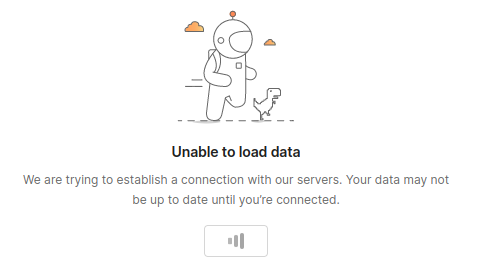 Unable to load data
We are trying to establish a connection with our servers. Your data may not
be up to date until you're connected.